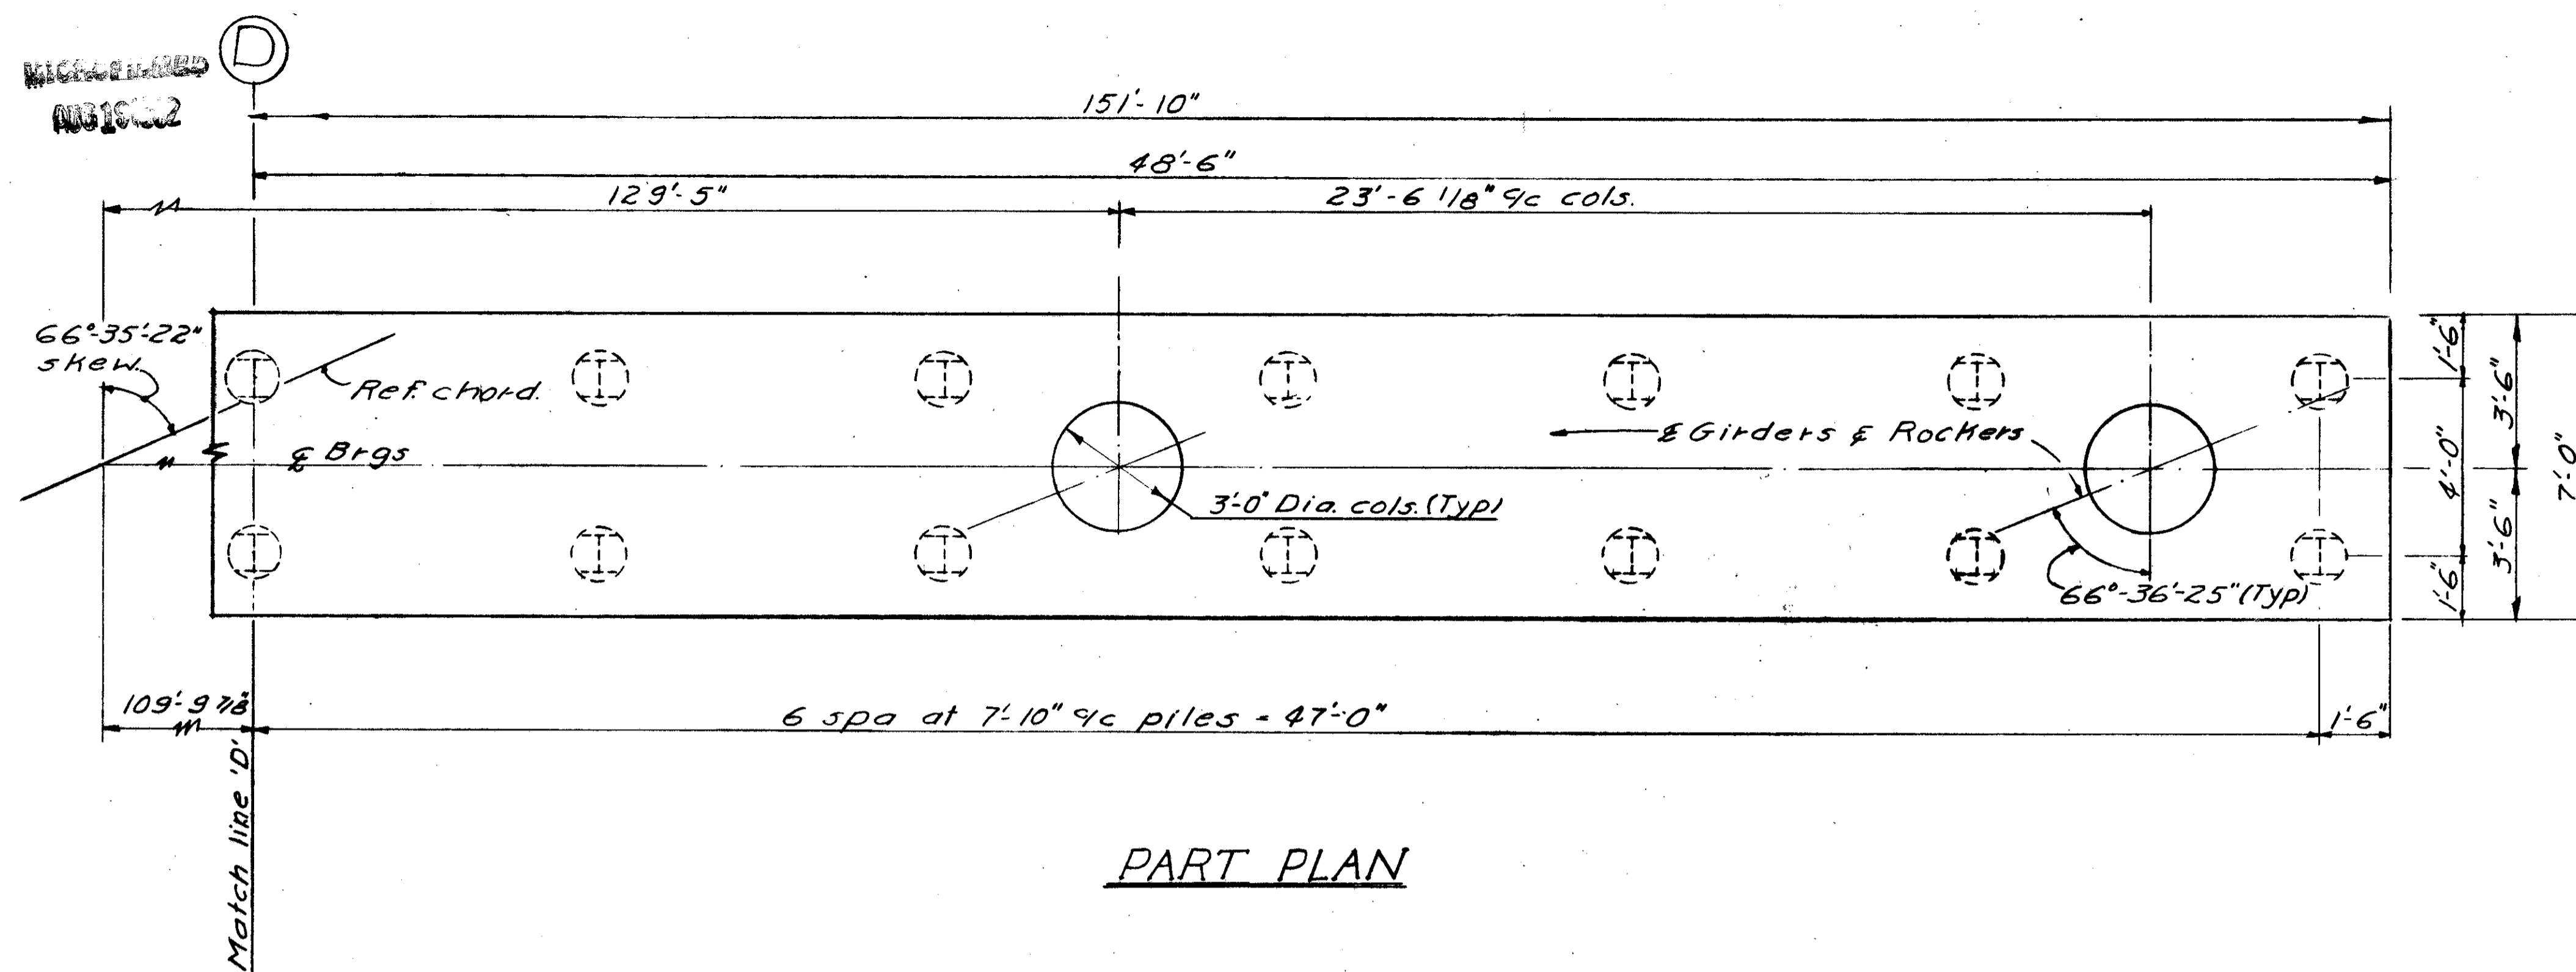 D
151'-10"
48'-6"
129'-5"
23'-6 1/8" c/c cols.
66°-35'-22"
skew.
Ref. chord.
℄ Brgs
℄ Girders & Rockers
3'-0" Dia. cols. (Typ)
66°-36'-25" (Typ)
1'-6"
4'-0"
1'-6"
3'-6"
3'-6"
7'-0"
109'-9 7/8"
6 spa at 7'-10" c/c piles = 47'-0"
1'-6"
Match line 'D'
PART PLAN